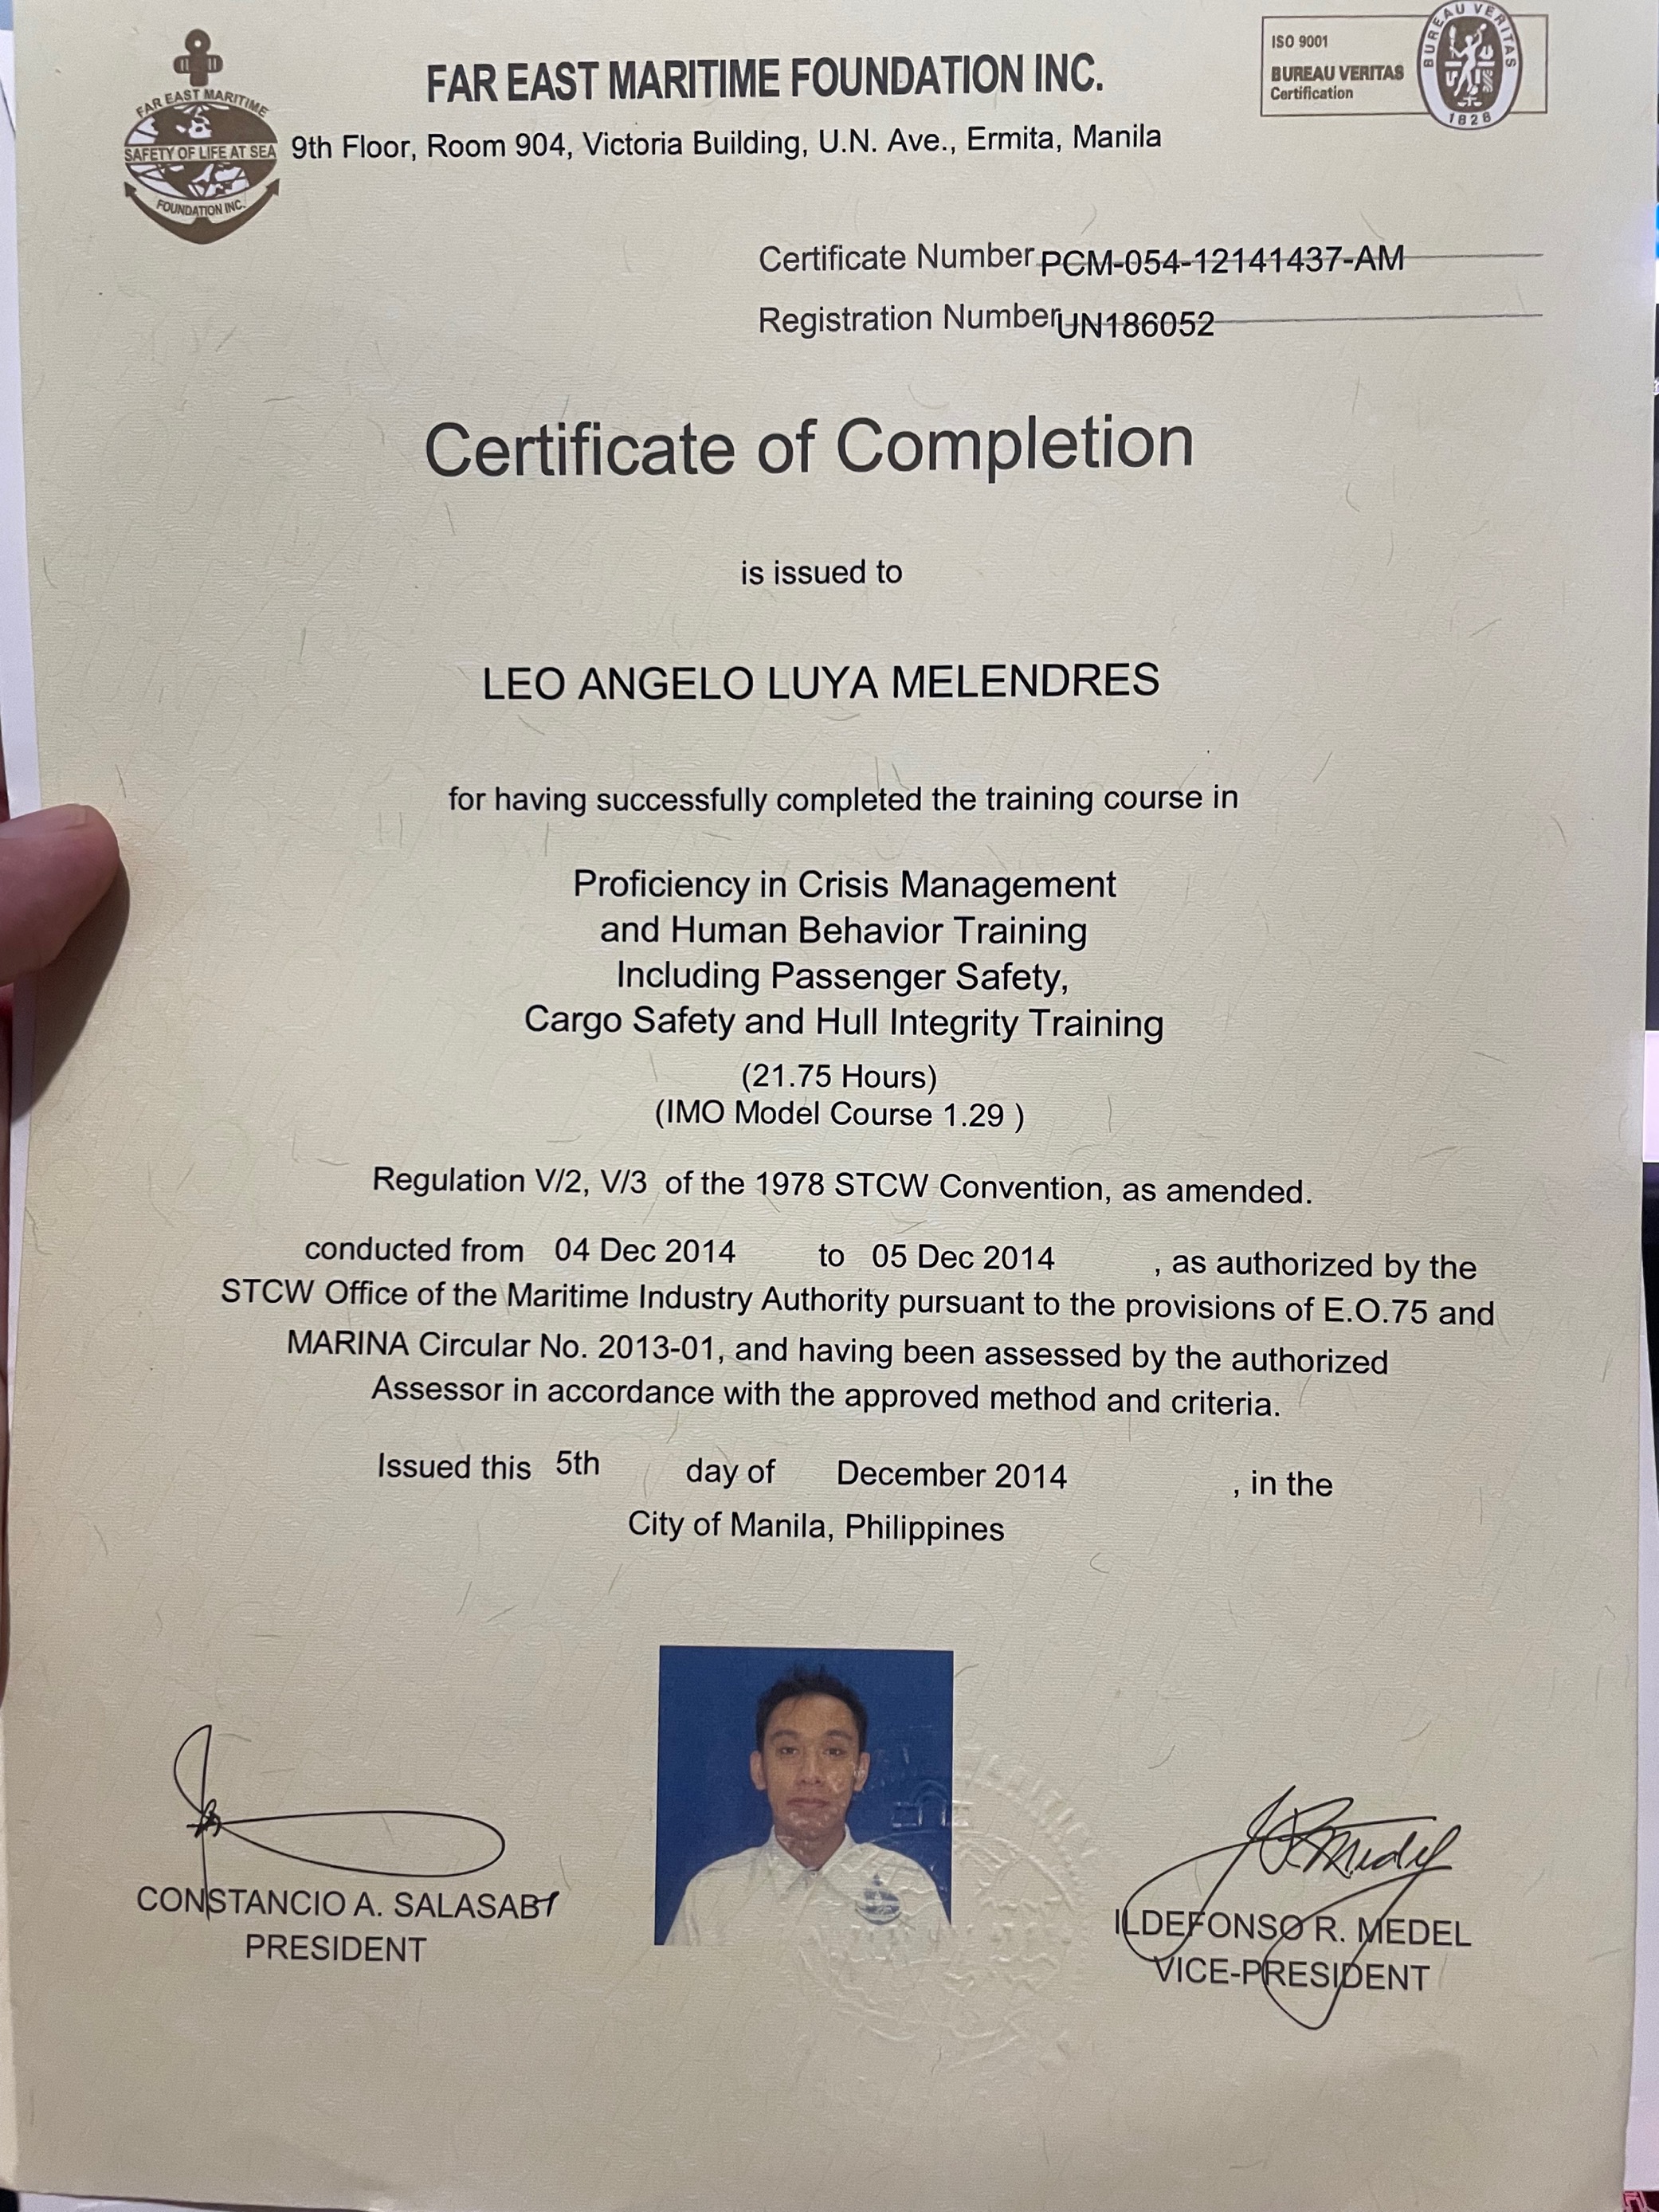 FAR EAST MARITIME
SAFETY OF LIFE AT SEA
FOUNDATION INC.
FAR EAST MARITIME FOUNDATION INC.
9th Floor, Room 904, Victoria Building, U.N. Ave., Ermita, Manila
ISO 9001
BUREAU VERITAS
Certification
BUREAU VERITAS
1828
Certificate Number PCM-054-12141437-AM
Registration Number UN186052
Certificate of Completion
is issued to
LEO ANGELO LUYA MELENDRES
for having successfully completed the training course in
Proficiency in Crisis Management
and Human Behavior Training
Including Passenger Safety,
Cargo Safety and Hull Integrity Training
(21.75 Hours)
(IMO Model Course 1.29 )
Regulation V/2, V/3 of the 1978 STCW Convention, as amended.
conducted from 04 Dec 2014 to 05 Dec 2014 , as authorized by the
STCW Office of the Maritime Industry Authority pursuant to the provisions of E.O.75 and
MARINA Circular No. 2013-01, and having been assessed by the authorized
Assessor in accordance with the approved method and criteria.
Issued this 5th day of December 2014 , in the
City of Manila, Philippines
CONSTANCIO A. SALASAB
PRESIDENT
ILDEFONSO R. MEDEL
VICE-PRESIDENT